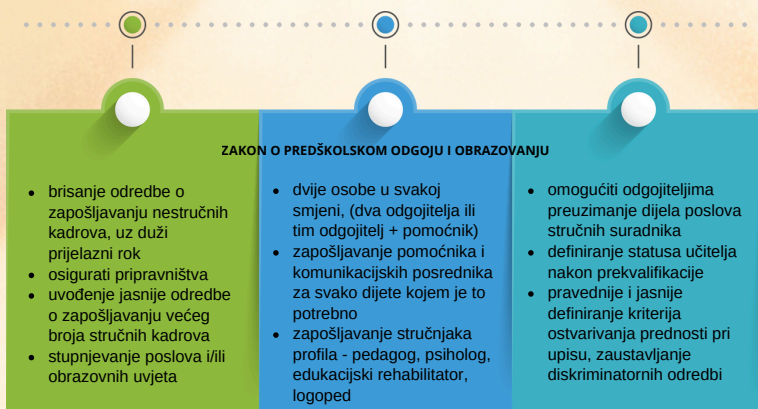 ZAKON O PREDŠKOLSKOM ODGOJU I OBRAZOVANJU
• brisanje odredbe o
zapošljavanju nestručnih
kadrova, uz duži
prijelazni rok
• osigurati pripravništva
• uvođenje jasnije odredbe
o zapošljavanju većeg
broja stručnih kadrova
• stupnjevanje poslova i/ili
obrazovnih uvjeta
• dvije osobe u svakoj
smjeni, (dva odgojitelja ili
tim odgojitelj + pomoćnik)
• zapošljavanje pomoćnika i
komunikacijskih posrednika
za svako dijete kojem je to
potrebno
• zapošljavanje stručnjaka
profila - pedagog, psiholog,
edukacijski rehabilitator,
logoped
• omogućiti odgojiteljima
preuzimanje dijela poslova
stručnih suradnika
• definiranje statusa učitelja
nakon prekvalifikacije
• pravednije i jasnije
definiranje kriterija
ostvarivanja prednosti pri
upisu, zaustavljanje
diskriminatornih odredbi